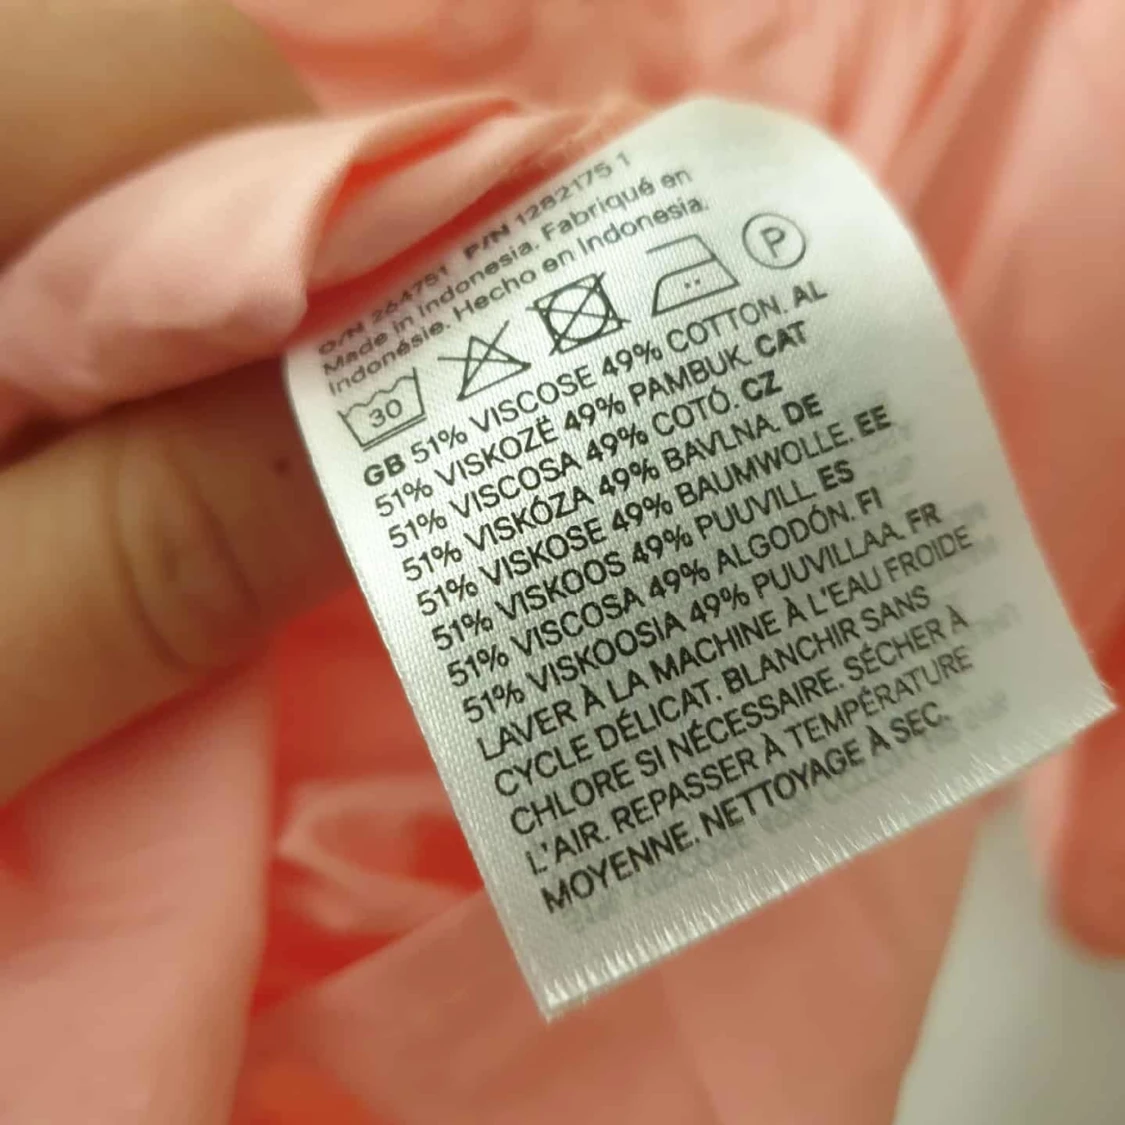 O/N 264751 P/N 1282175 1
Made in Indonesia. Fabriqué en
Indonésie. Hecho en Indonesia.
30 P
GB 51% VISCOSE 49% COTTON. AL
51% VISKOZË 49% PAMBUK. CAT
51% VISCOSA 49% COTÓ. CZ
51% VISKÓZA 49% BAVLNA. DE
51% VISKOSE 49% BAUMWOLLE. EE
51% VISKOOS 49% PUUVILL. ES
51% VISCOSA 49% ALGODÓN. FI
51% VISKOOSIA 49% PUUVILLAA. FR
LAVER À LA MACHINE À L'EAU FROIDE
CYCLE DÉLICAT. BLANCHIR SANS
CHLORE SI NÉCESSAIRE. SÉCHER À
L'AIR. REPASSER À TEMPÉRATURE
MOYENNE. NETTOYAGE À SEC.